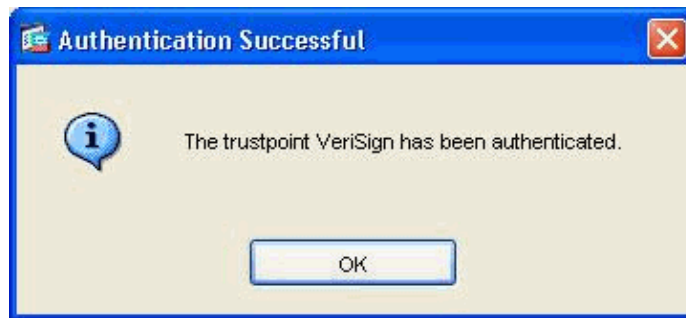 Authentication Successful
The trustpoint VeriSign has been authenticated.
OK